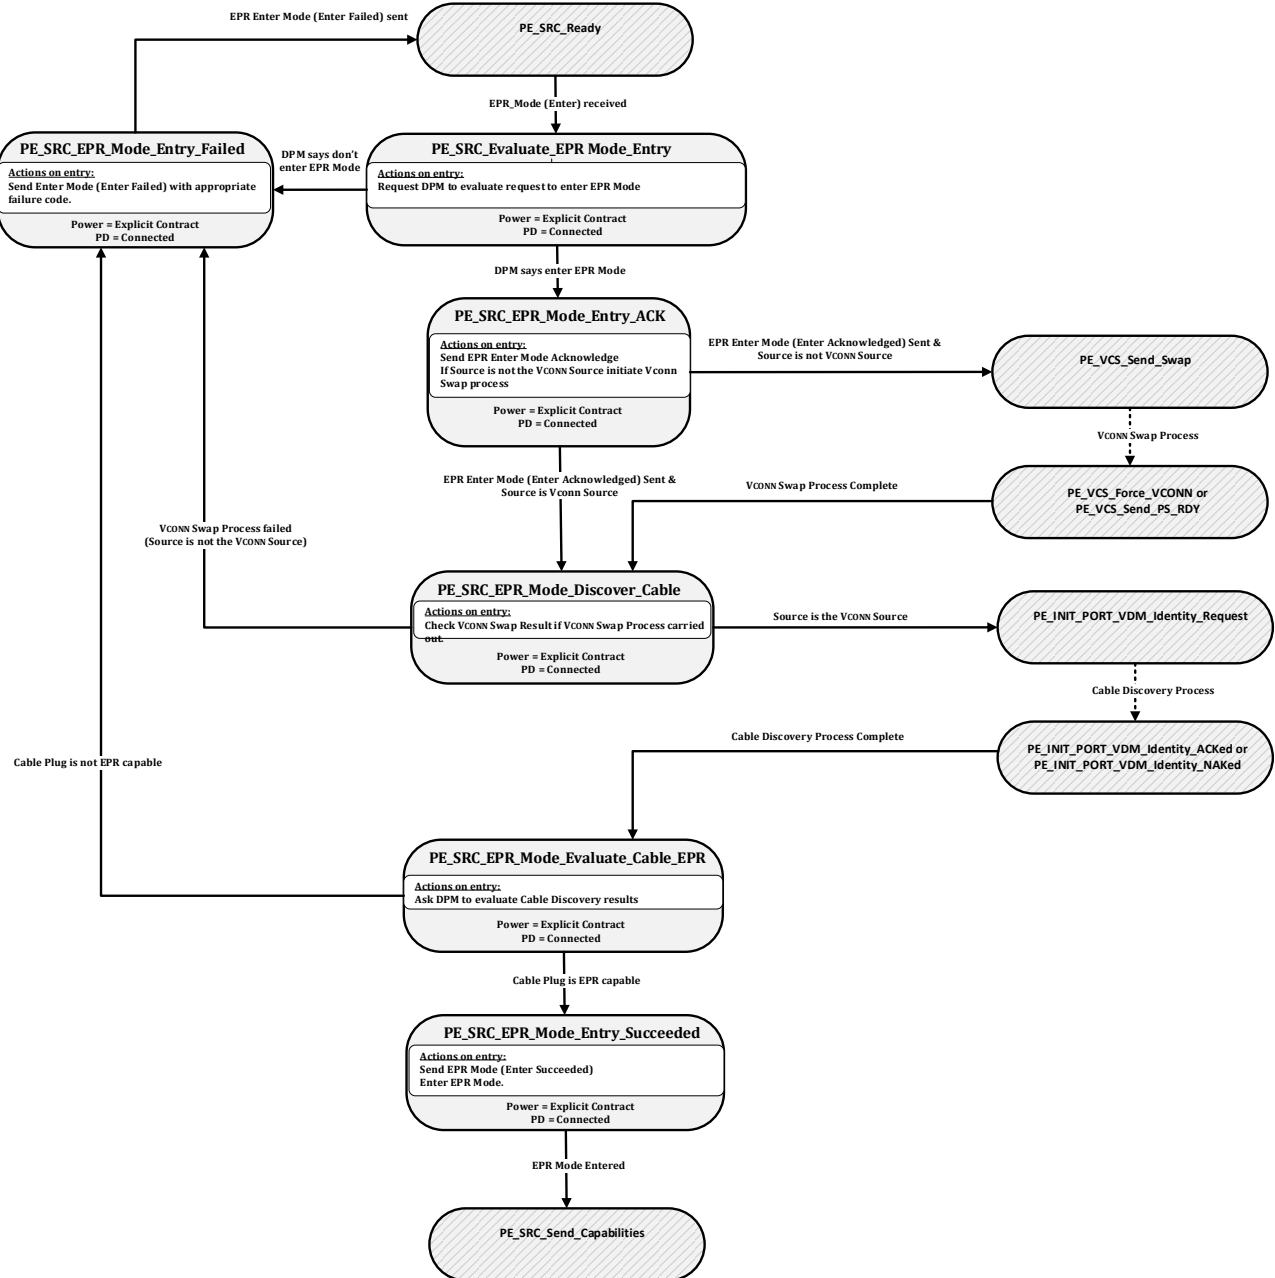 EPR Enter Mode (Enter Failed) sent
PE_SRC_Ready
EPR_Mode (Enter) received
PE_SRC_EPR_Mode_Entry_Failed
Actions on entry:
Send Enter Mode (Enter Failed) with appropriate
failure code.
Power = Explicit Contract
PD = Connected
DPM says don't
enter EPR Mode
PE_SRC_Evaluate_EPR Mode_Entry
Actions on entry:
Request DPM to evaluate request to enter EPR Mode
Power = Explicit Contract
PD = Connected
DPM says enter EPR Mode
PE_SRC_EPR_Mode_Entry_ACK
Actions on entry:
Send EPR Enter Mode Acknowledge
If Source is not the VCONN Source initiate Vconn
Swap process
Power = Explicit Contract
PD = Connected
EPR Enter Mode (Enter Acknowledged) Sent &
Source is not VCONN Source
PE_VCS_Send_Swap
VCONN Swap Process
EPR Enter Mode (Enter Acknowledged) Sent &
Source is Vconn Source
VCONN Swap Process Complete
PE_VCS_Force_VCONN or
PE_VCS_Send_PS_RDY
VCONN Swap Process failed
(Source is not the VCONN Source)
PE_SRC_EPR_Mode_Discover_Cable
Actions on entry:
Check VCONN Swap Result if VCONN Swap Process carried
out.
Power = Explicit Contract
PD = Connected
Source is the VCONN Source
PE_INIT_PORT_VDM_Identity_Request
Cable Discovery Process
Cable Discovery Process Complete
PE_INIT_PORT_VDM_Identity_ACKed or
PE_INIT_PORT_VDM_Identity_NAKed
Cable Plug is not EPR capable
PE_SRC_EPR_Mode_Evaluate_Cable_EPR
Actions on entry:
Ask DPM to evaluate Cable Discovery results
Power = Explicit Contract
PD = Connected
Cable Plug is EPR capable
PE_SRC_EPR_Mode_Entry_Succeeded
Actions on entry:
Send EPR Mode (Enter Succeeded)
Enter EPR Mode.
Power = Explicit Contract
PD = Connected
EPR Mode Entered
PE_SRC_Send_Capabilities